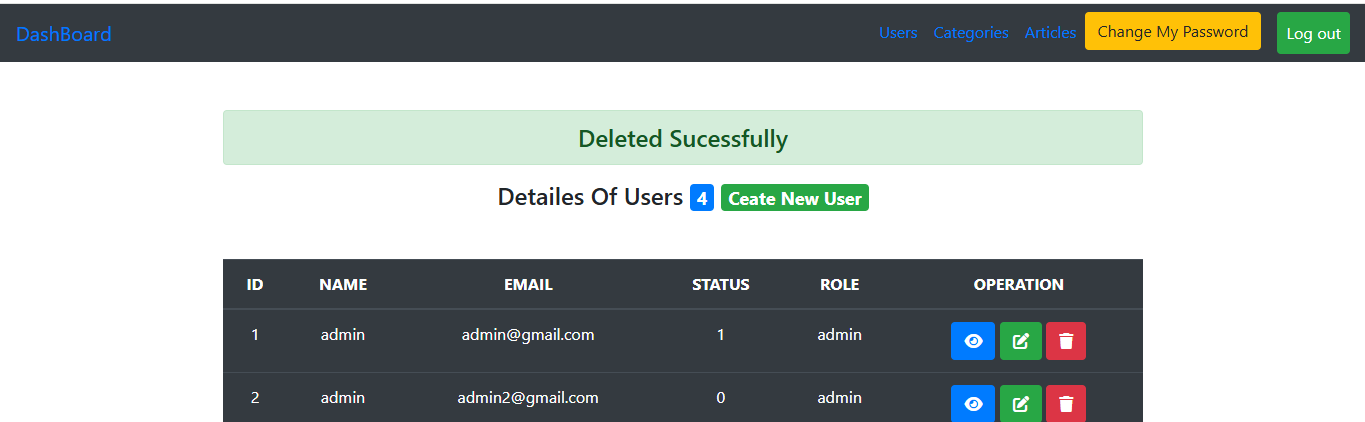 DashBoard Users Categories Articles Change My Password Log out
Deleted Sucessfully
Detailes Of Users 4 Ceate New User
ID NAME EMAIL STATUS ROLE OPERATION
1 admin admin@gmail.com 1 admin
2 admin admin2@gmail.com 0 admin